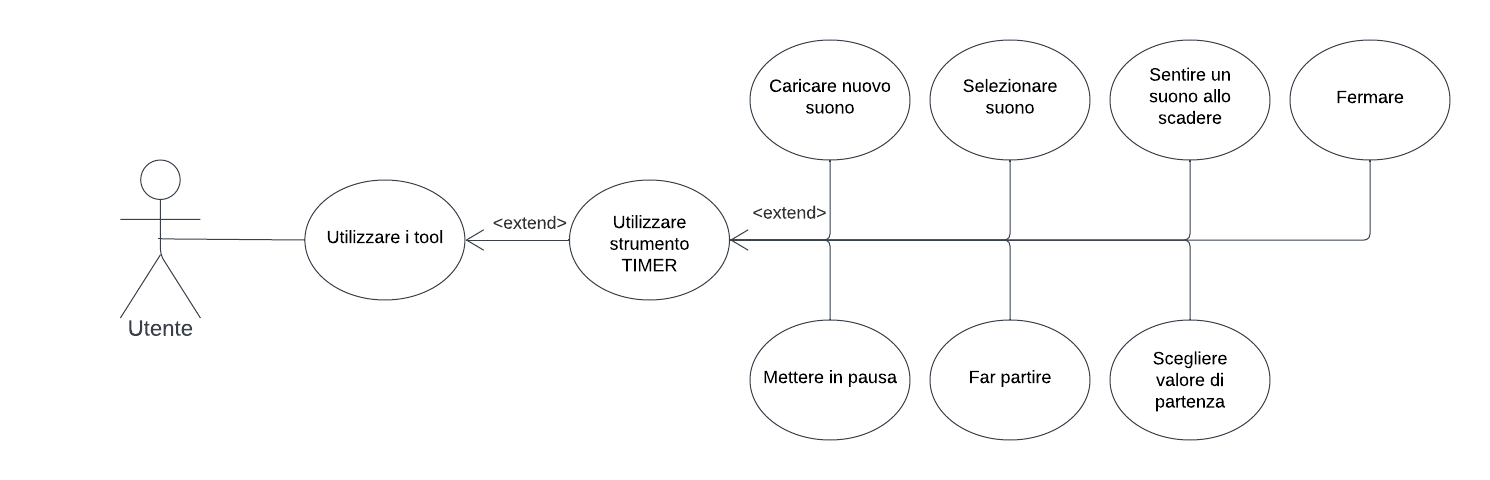 Caricare nuovo
suono
Selezionare
suono
Sentire un
suono allo
scadere
Fermare
Utente
Utilizzare i tool
<extend>
Utilizzare
strumento
TIMER
<extend>
Mettere in pausa
Far partire
Scegliere
valore di
partenza